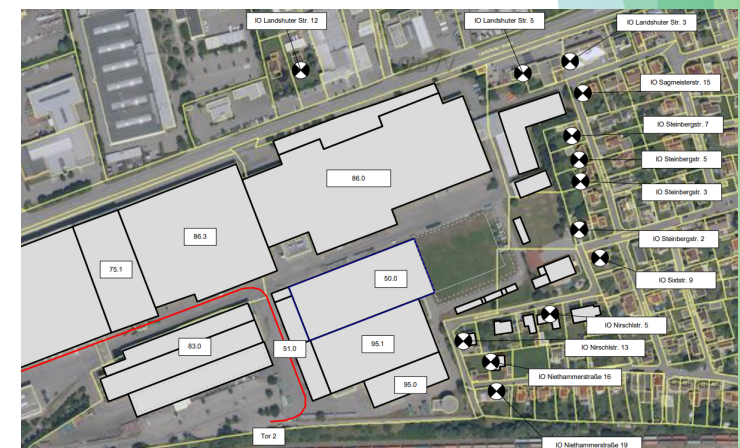 IO Landshuter Str. 12
IO Landshuter Str. 5
IO Landshuter Str. 3
IO Sagmeisterstr. 15
IO Steinbergstr. 7
IO Steinbergstr. 5
86.0
IO Steinbergstr. 3
86.3
IO Steinbergstr. 2
75.1
IO Sixtstr. 9
50.0
IO Nirschlstr. 5
95.1
83.0
51.0
IO Nirschlstr. 13
IO Niethammerstraße 16
95.0
Tor 2
IO Niethammerstraße 19